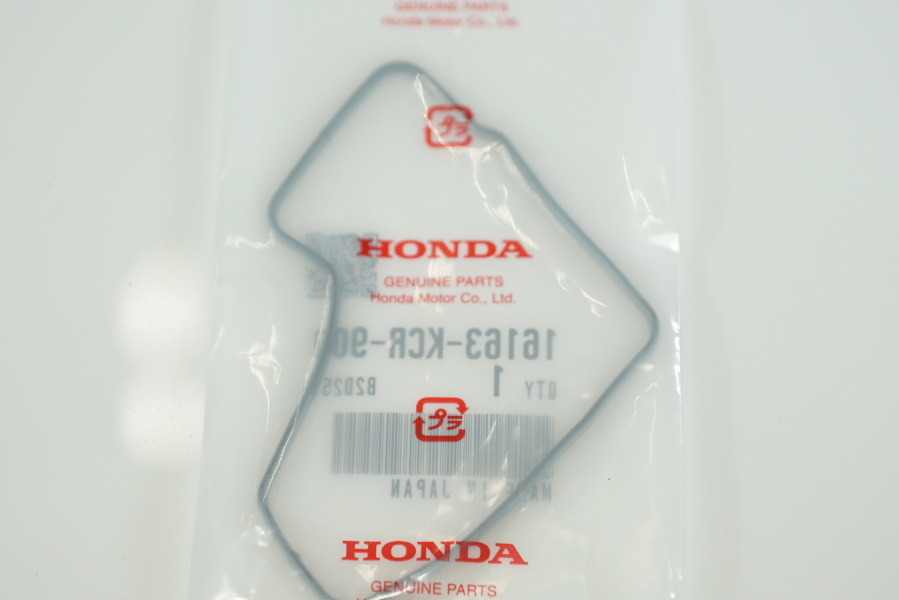 GENUINE PARTS
Honda Motor Co., Ltd.
プラ
HONDA
GENUINE PARTS
Honda Motor Co., Ltd.
16163-KCR-90
QTY 1 B2D25
プラ
MADE IN JAPAN
HONDA
GENUINE PARTS